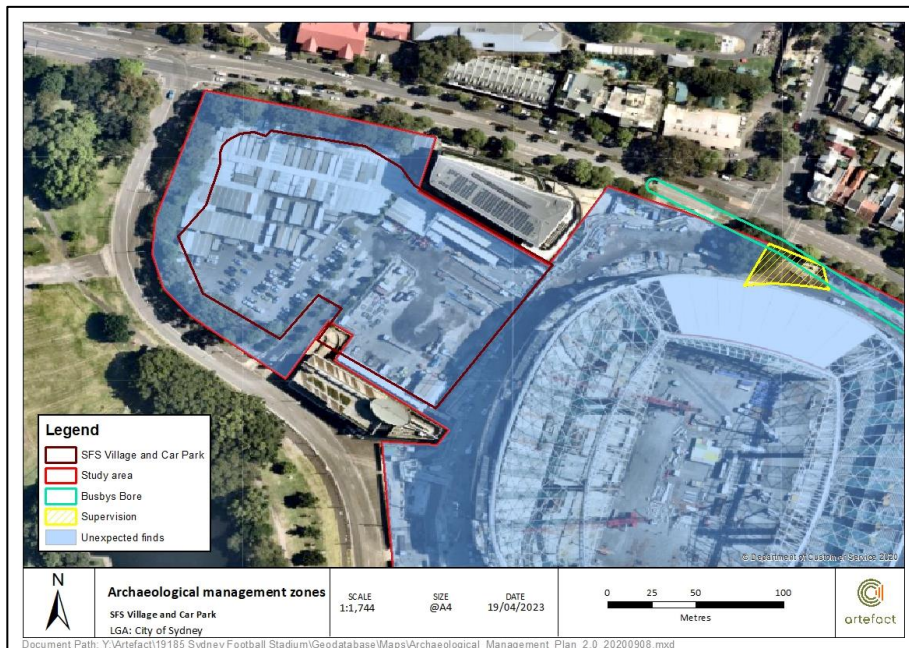 Legend
SFS Village and Car Park
Study area
Busbys Bore
Supervision
Unexpected finds
© Department of Customer Service 2020
N
Archaeological management zones
SFS Village and Car Park
LGA: City of Sydney
SCALE
1:1,744
SIZE
@A4
DATE
19/04/2023
0 25 50 100
Metres
artefact
Document Path: Y:\Artefact\19185 Sydney Football Stadium\Geodatabase\Maps\Archaeological_Management_Plan_2_0_20200908.mxd